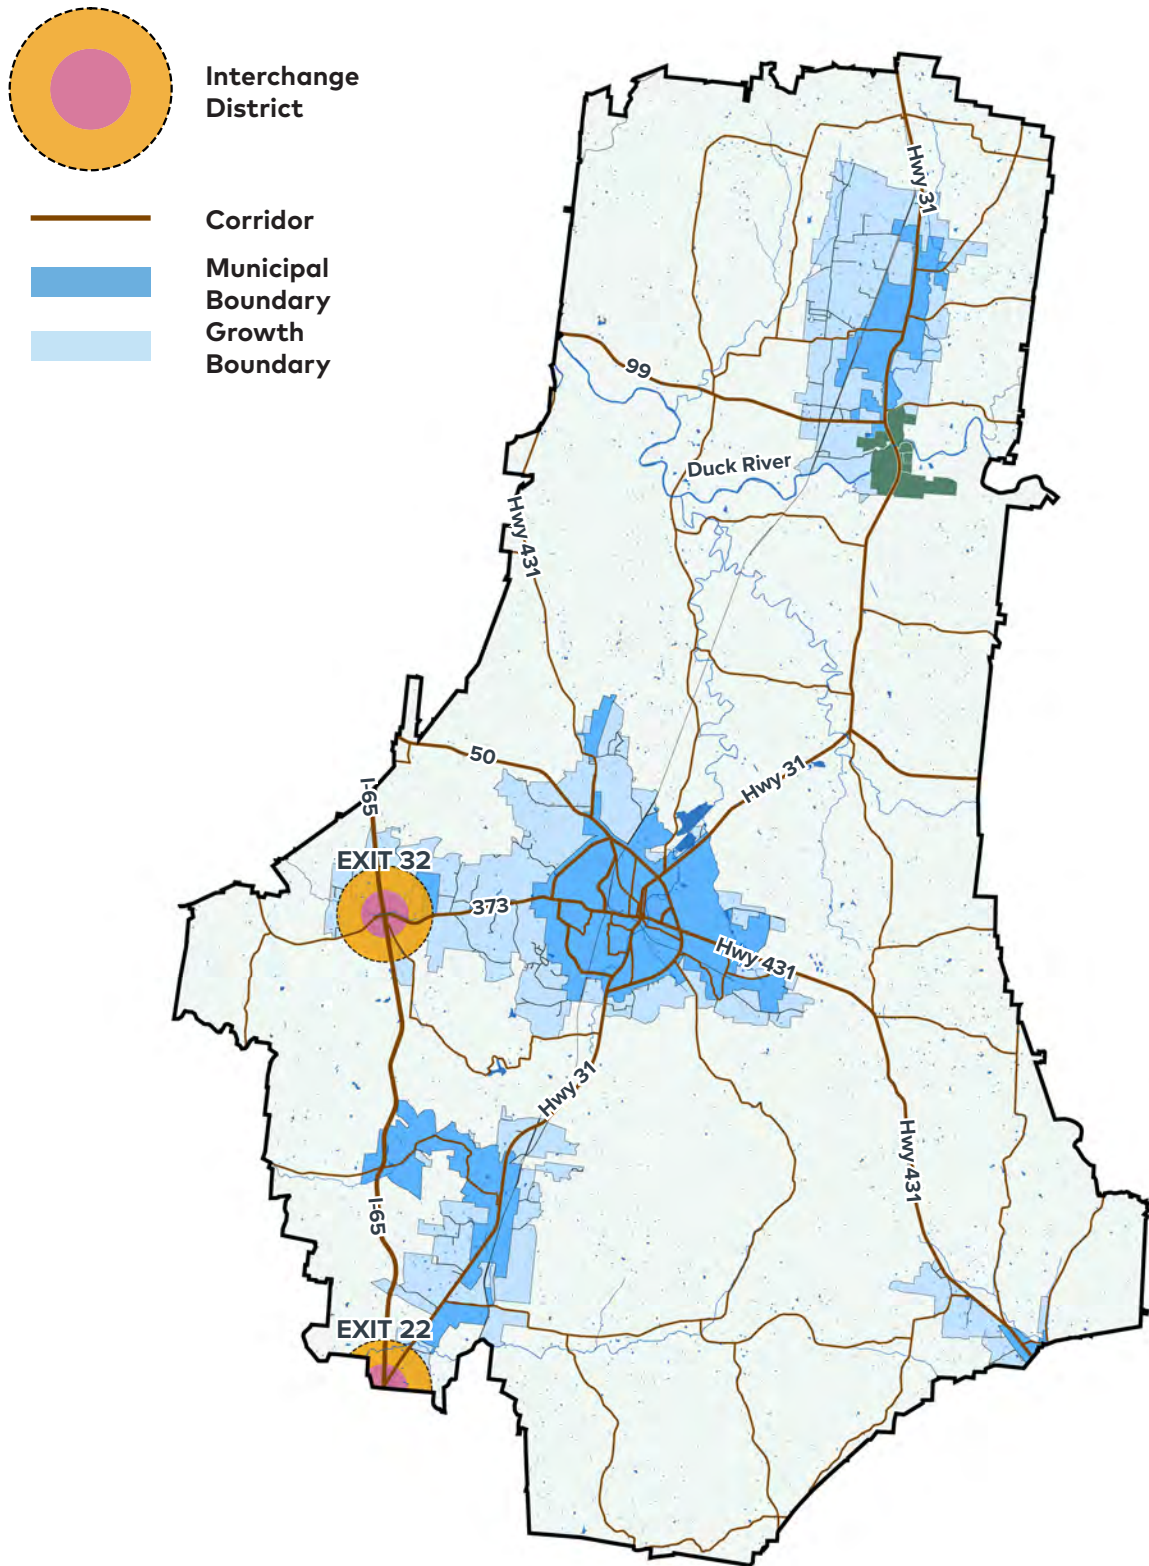 Interchange
District
Corridor
Municipal
Boundary
Growth
Boundary
Hwy 31
99
Duck River
Hwy 431
50
Hwy 31
I-65
EXIT 32
373
Hwy 431
Hwy 31
Hwy 431
I-65
EXIT 22